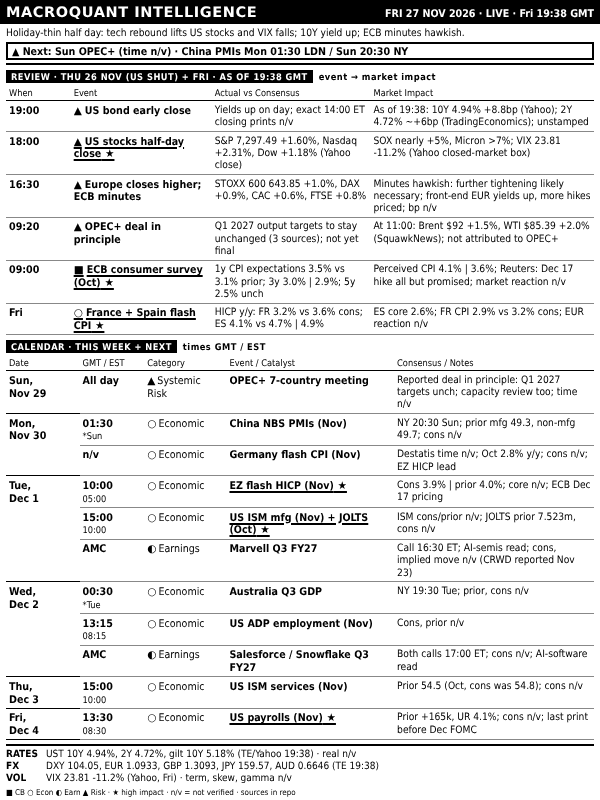 MACROQUANT INTELLIGENCE FRI 27 NOV 2026 · LIVE · Fri 19:38 GMT
Holiday-thin half day: tech rebound lifts US stocks and VIX falls; 10Y yield up; ECB minutes hawkish.
▲ Next: Sun OPEC+ (time n/v) · China PMIs Mon 01:30 LDN / Sun 20:30 NY
REVIEW · THU 26 NOV (US SHUT) + FRI · AS OF 19:38 GMT event → market impact
When Event Actual vs Consensus Market Impact
19:00 ▲ US bond early close Yields up on day; exact 14:00 ET As of 19:38: 10Y 4.94% +8.8bp (Yahoo); 2Y
closing prints n/v 4.72% ~+6bp (TradingEconomics); unstamped
18:00 ▲ US stocks half-day S&P 7,297.49 +1.60%, Nasdaq SOX nearly +5%, Micron >7%; VIX 23.81
close ★ +2.31%, Dow +1.18% (Yahoo -11.2% (Yahoo closed-market box)
close)
16:30 ▲ Europe closes higher; STOXX 600 643.85 +1.0%, DAX Minutes hawkish: further tightening likely
ECB minutes +0.9%, CAC +0.6%, FTSE +0.8% necessary; front-end EUR yields up, more hikes
priced; bp n/v
09:20 ▲ OPEC+ deal in Q1 2027 output targets to stay At 11:00: Brent $92 +1.5%, WTI $85.39 +2.0%
principle unchanged (3 sources); not yet (SquawkNews); not attributed to OPEC+
final
09:00 ■ ECB consumer survey 1y CPI expectations 3.5% vs Perceived CPI 4.1% | 3.6%; Reuters: Dec 17
(Oct) ★ 3.1% prior; 3y 3.0% | 2.9%; 5y hike all but promised; market reaction n/v
2.5% unch
Fri ○ France + Spain flash HICP y/y: FR 3.2% vs 3.6% cons; ES core 2.6%; FR CPI 2.9% vs 3.2% cons; EUR
CPI ★ ES 4.1% vs 4.7% | 4.9% reaction n/v
CALENDAR · THIS WEEK + NEXT times GMT / EST
Date GMT / EST Category Event / Catalyst Consensus / Notes
Sun, All day ▲ Systemic OPEC+ 7-country meeting Reported deal in principle: Q1 2027
Nov 29 Risk targets unch; capacity review too; time
n/v
Mon, 01:30 ○ Economic China NBS PMIs (Nov) NY 20:30 Sun; prior mfg 49.3, non-mfg
Nov 30 *Sun 49.7; cons n/v
n/v ○ Economic Germany flash CPI (Nov) Destatis time n/v; Oct 2.8% y/y; cons n/v;
EZ HICP lead
Tue, 10:00 ○ Economic EZ flash HICP (Nov) ★ Cons 3.9% | prior 4.0%; core n/v; ECB Dec
Dec 1 05:00 17 pricing
15:00 ○ Economic US ISM mfg (Nov) + JOLTS ISM cons/prior n/v; JOLTS prior 7.523m,
10:00 (Oct) ★ cons n/v
AMC ◐ Earnings Marvell Q3 FY27 Call 16:30 ET; AI-semis read; cons,
implied move n/v (CRWD reported Nov
23)
Wed, 00:30 ○ Economic Australia Q3 GDP NY 19:30 Tue; prior, cons n/v
Dec 2 *Tue
13:15 ○ Economic US ADP employment (Nov) Cons, prior n/v
08:15
AMC ◐ Earnings Salesforce / Snowflake Q3 Both calls 17:00 ET; cons n/v; AI-software
FY27 read
Thu, 15:00 ○ Economic US ISM services (Nov) Prior 54.5 (Oct, cons was 54.8); cons n/v
Dec 3 10:00
Fri, 13:30 ○ Economic US payrolls (Nov) ★ Prior +165k, UR 4.1%; cons n/v; last print
Dec 4 08:30 before Dec FOMC
RATES UST 10Y 4.94%, 2Y 4.72%, gilt 10Y 5.18% (TE/Yahoo 19:38) · real n/v
FX DXY 104.05, EUR 1.0933, GBP 1.3093, JPY 159.57, AUD 0.6646 (TE 19:38)
VOL VIX 23.81 -11.2% (Yahoo, Fri) · term, skew, gamma n/v
■ CB ○ Econ ◐ Earn ▲ Risk · ★ high impact · n/v = not verified · sources in repo